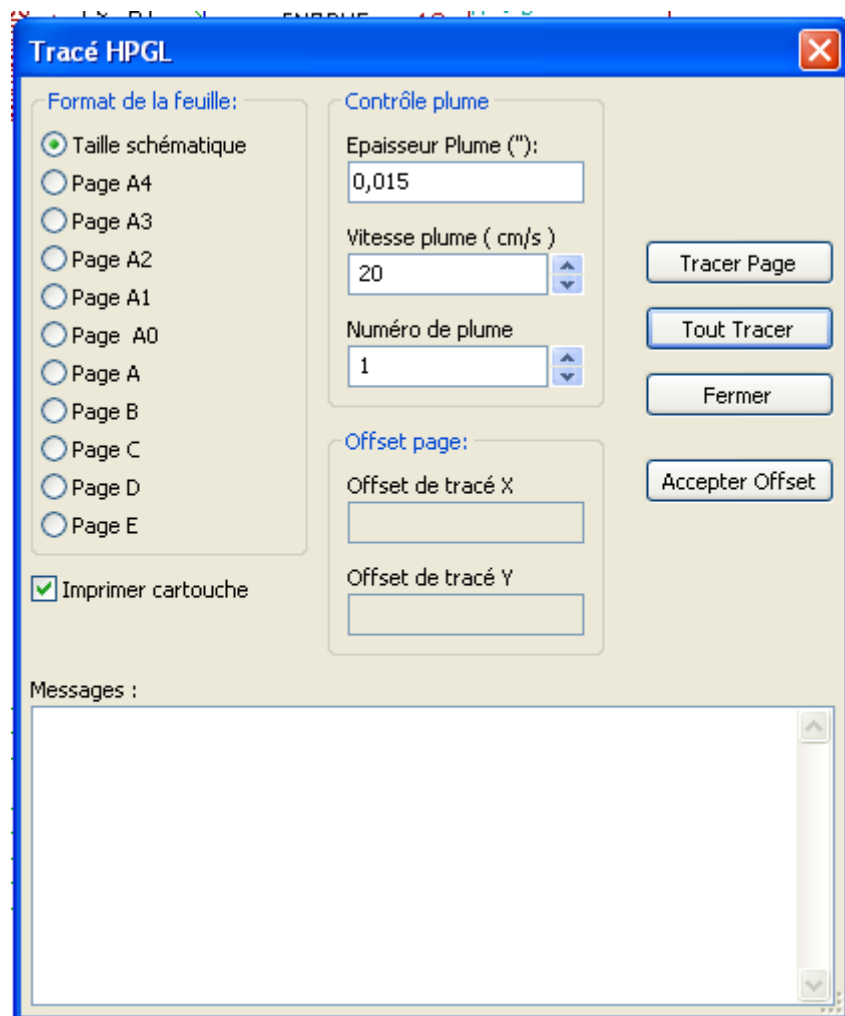 Tracé HPGL
Format de la feuille:
Taille schématique
Page A4
Page A3
Page A2
Page A1
Page  A0
Page A
Page B
Page C
Page D
Page E
Imprimer cartouche
Contrôle plume
Epaisseur Plume ("):
0,015
Vitesse plume ( cm/s )
20
Numéro de plume
1
Offset page:
Offset de tracé X
Offset de tracé Y
Tracer Page
Tout Tracer
Fermer
Accepter Offset
Messages :